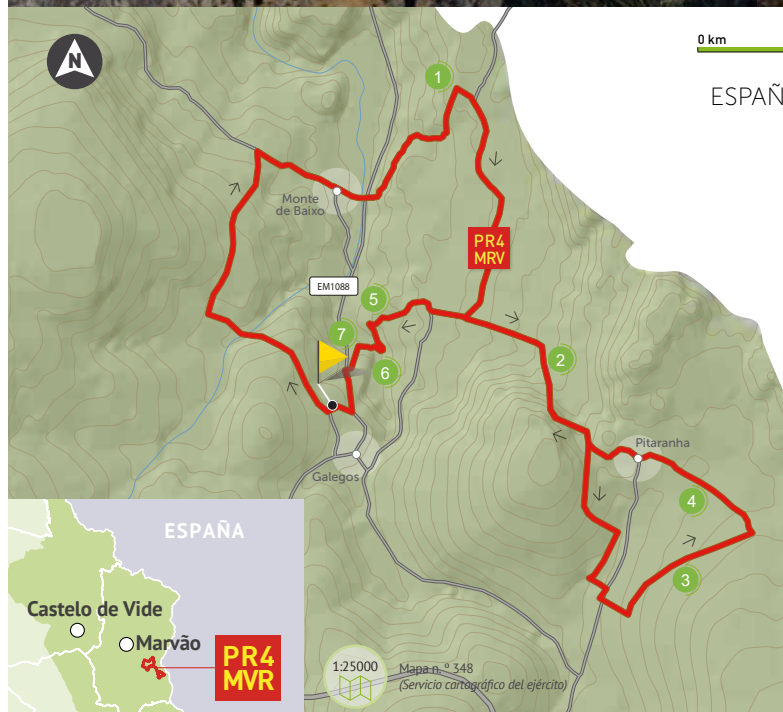 N
0 km
ESPAÑ
1
Monte
de Baixo
PR4
MRV
EM1088
5
7
2
6
Pitaranha
Galegos
4
3
ESPAÑA
Castelo de Vide
Marvão
PR4
MVR
1:25000
Mapa n. º 348
(Servicio cartográfico del ejército)